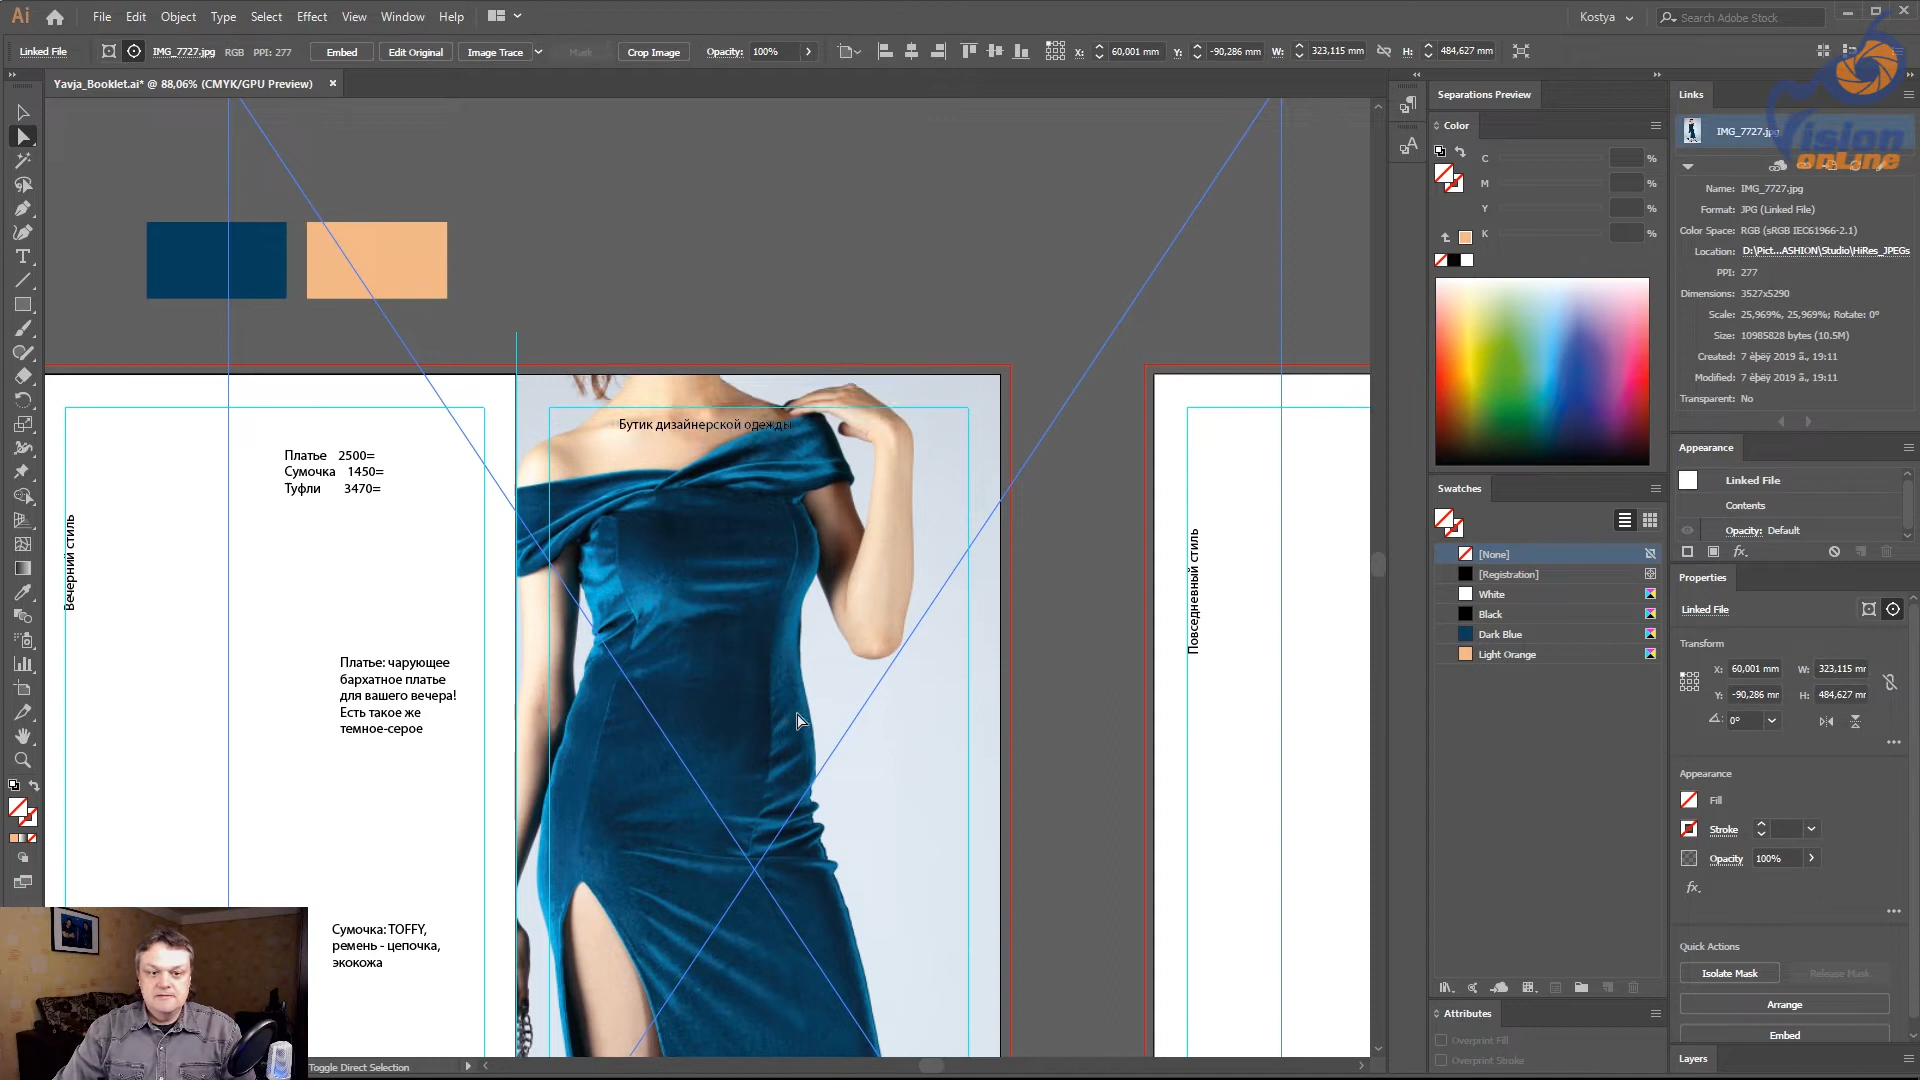 Ai File Edit Object Type Select Effect View Window Help Kostya Search Adobe Stock
Linked File IMG_7727.jpg RGB PPI: 277 Embed Edit Original Image Trace Mask Crop Image Opacity: 100% X: 60,001 mm Y: -90,286 mm W: 323,115 mm H: 484,627 mm
Yavja_Booklet.ai* @ 88,06% (CMYK/GPU Preview)
Бутик дизайнерской одежды
Платье 2500=
Сумочка 1450=
Туфли 3470=
Вечерний стиль
Платье: чарующее
бархатное платье
для вашего вечера!
Есть такое же
темное-серое
Сумочка: TOFFY,
ремень - цепочка,
экокожа
Повседневный стиль
Toggle Direct Selection
Separations Preview
Color
C %
M %
Y %
K %
Swatches
[None]
[Registration]
White
Black
Dark Blue
Light Orange
Attributes
Overprint Fill
Overprint Stroke
Links
IMG_7727.jpg
ision
onLine
Name: IMG_7727.jpg
Format: JPG (Linked File)
Color Space: RGB (sRGB IEC61966-2.1)
Location: D:\Pict...ASHION\Studio\HiRes_JPEGs
PPI: 277
Dimensions: 3527x5290
Scale: 25,969%, 25,969%; Rotate: 0°
Size: 10985828 bytes (10.5M)
Created: 7 èþëÿ 2019 ã., 19:11
Modified: 7 èþëÿ 2019 ã., 19:11
Transparent: No
Appearance
Linked File
Contents
Opacity: Default
fx.
Properties
Linked File
Transform
X: 60,001 mm W: 323,115 mm
Y: -90,286 mm H: 484,627 mm
0°
Appearance
Fill
Stroke
Opacity 100%
fx.
Quick Actions
Isolate Mask Release Mask
Arrange
Embed
Layers